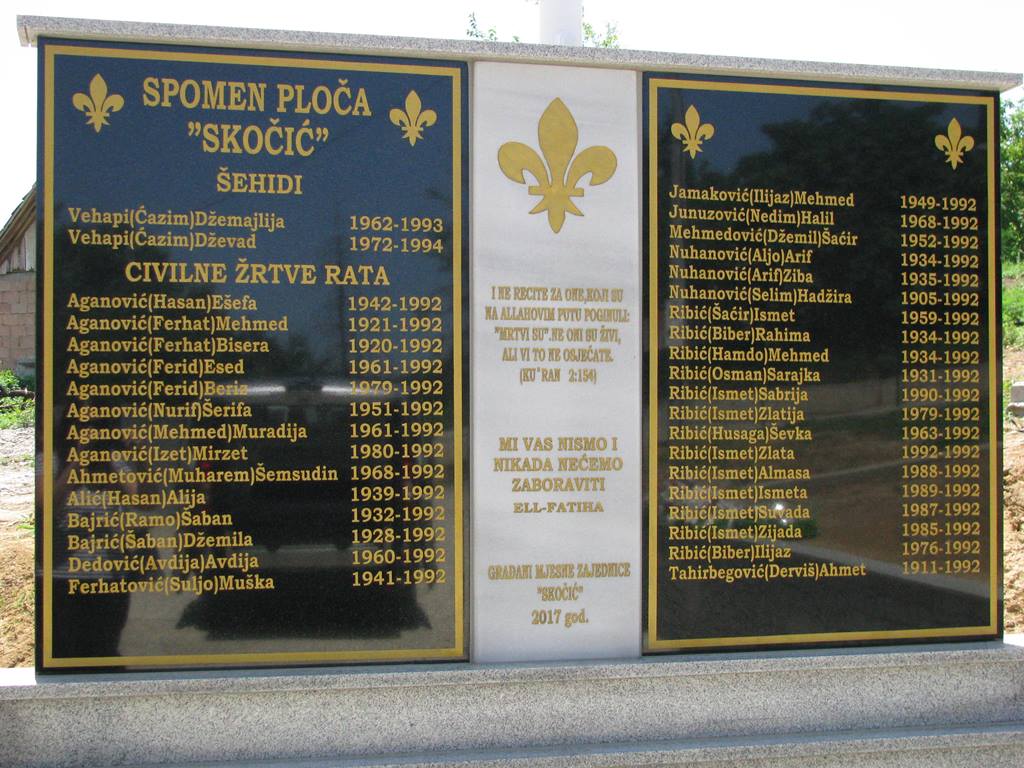 SPOMEN PLOČA
"SKOČIĆ"
ŠEHIDI
Vehapi(Ćazim)Džemajlija 1962-1993
Vehapi(Ćazim)Dževad 1972-1994
CIVILNE ŽRTVE RATA
Aganović(Hasan)Ešefa 1942-1992
Aganović(Ferhat)Mehmed 1921-1992
Aganović(Ferhat)Bisera 1920-1992
Aganović(Ferid)Esed 1961-1992
Aganović(Ferid)Beriz 1979-1992
Aganović(Nurif)Šerifa 1951-1992
Aganović(Mehmed)Muradija 1961-1992
Aganović(Izet)Mirzet 1980-1992
Ahmetović(Muharem)Šemsudin 1968-1992
Alić(Hasan)Alija 1939-1992
Bajrić(Ramo)Šaban 1932-1992
Bajrić(Šaban)Džemila 1928-1992
Dedović(Avdija)Avdija 1960-1992
Ferhatović(Suljo)Muška 1941-1992
I NE RECITE ZA ONE,KOJI SU
NA ALLAHOVIM PUTU POGINULI:
"MRTVI SU".NE ONI SU ŽIVI,
ALI VI TO NE OSJEĆATE.
(KU'RAN 2:154)
MI VAS NISMO I
NIKADA NEĆEMO
ZABORAVITI
ELL-FATIHA
GRAĐANI MJESNE ZAJEDNICE
"SKOČIĆ"
2017 god.
Jamaković(Ilijaz)Mehmed 1949-1992
Junuzović(Nedim)Halil 1968-1992
Mehmedović(Džemil)Šaćir 1952-1992
Nuhanović(Aljo)Arif 1934-1992
Nuhanović(Arif)Ziba 1935-1992
Nuhanović(Selim)Hadžira 1905-1992
Ribić(Šaćir)Ismet 1959-1992
Ribić(Biber)Rahima 1934-1992
Ribić(Hamdo)Mehmed 1934-1992
Ribić(Osman)Sarajka 1931-1992
Ribić(Ismet)Sabrija 1990-1992
Ribić(Ismet)Zlatija 1979-1992
Ribić(Husaga)Ševka 1963-1992
Ribić(Ismet)Zlata 1992-1992
Ribić(Ismet)Almasa 1988-1992
Ribić(Ismet)Ismeta 1989-1992
Ribić(Ismet)Suvada 1987-1992
Ribić(Ismet)Zijada 1985-1992
Ribić(Biber)Ilijaz 1976-1992
Tahirbegović(Derviš)Ahmet 1911-1992